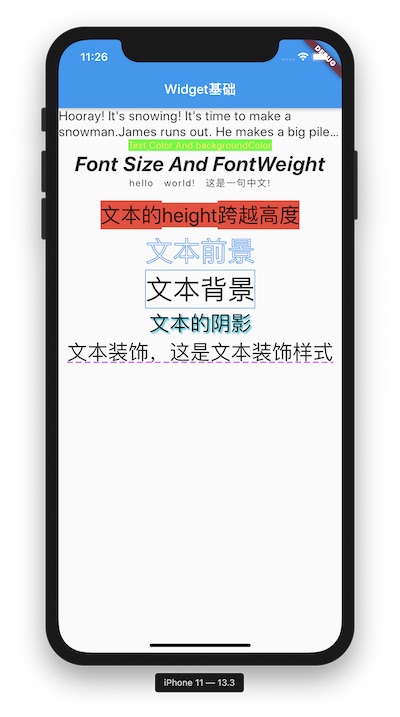 11:26
DEBUG
Widget基础
Hooray! It's snowing! It's time to make a
snowman.James runs out. He makes a big pile...
Text Color And backgroundColor
Font Size And FontWeight
hello world! 这是一句中文!
文本的height跨越高度
文本前景
文本背景
文本的阴影
文本装饰，这是文本装饰样式
iPhone 11 — 13.3